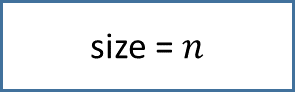 size = n